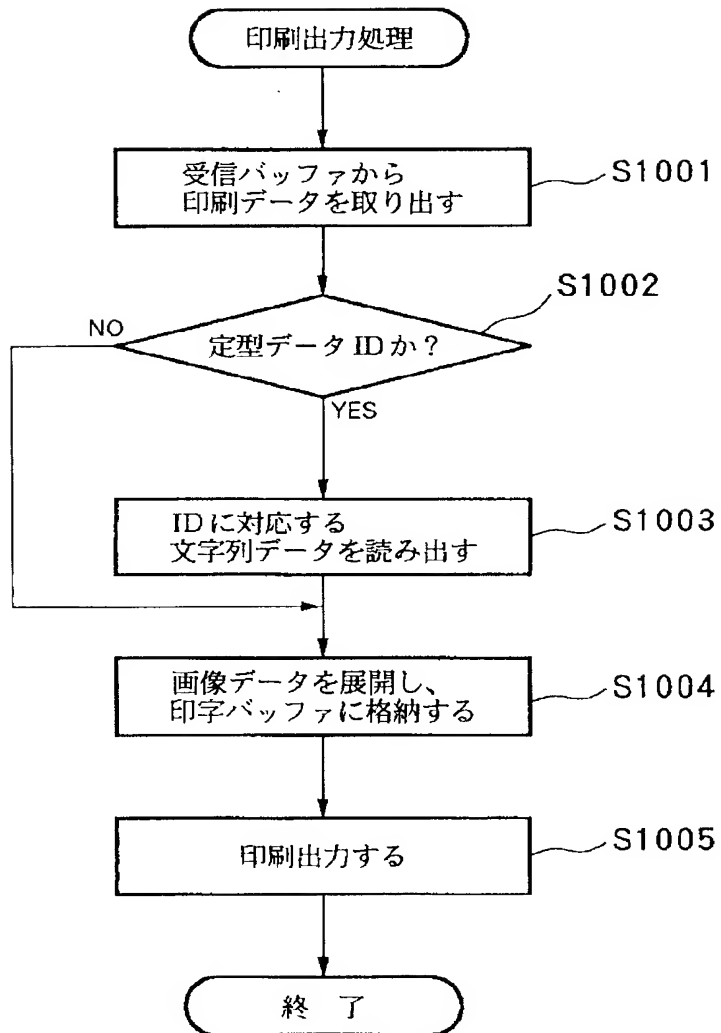 印刷出力処理
受信バッファから
印刷データを取り出す
S1001
S1002
NO
定型データIDか？
YES
IDに対応する
文字列データを読み出す
S1003
画像データを展開し、
印字バッファに格納する
S1004
印刷出力する
S1005
終　了